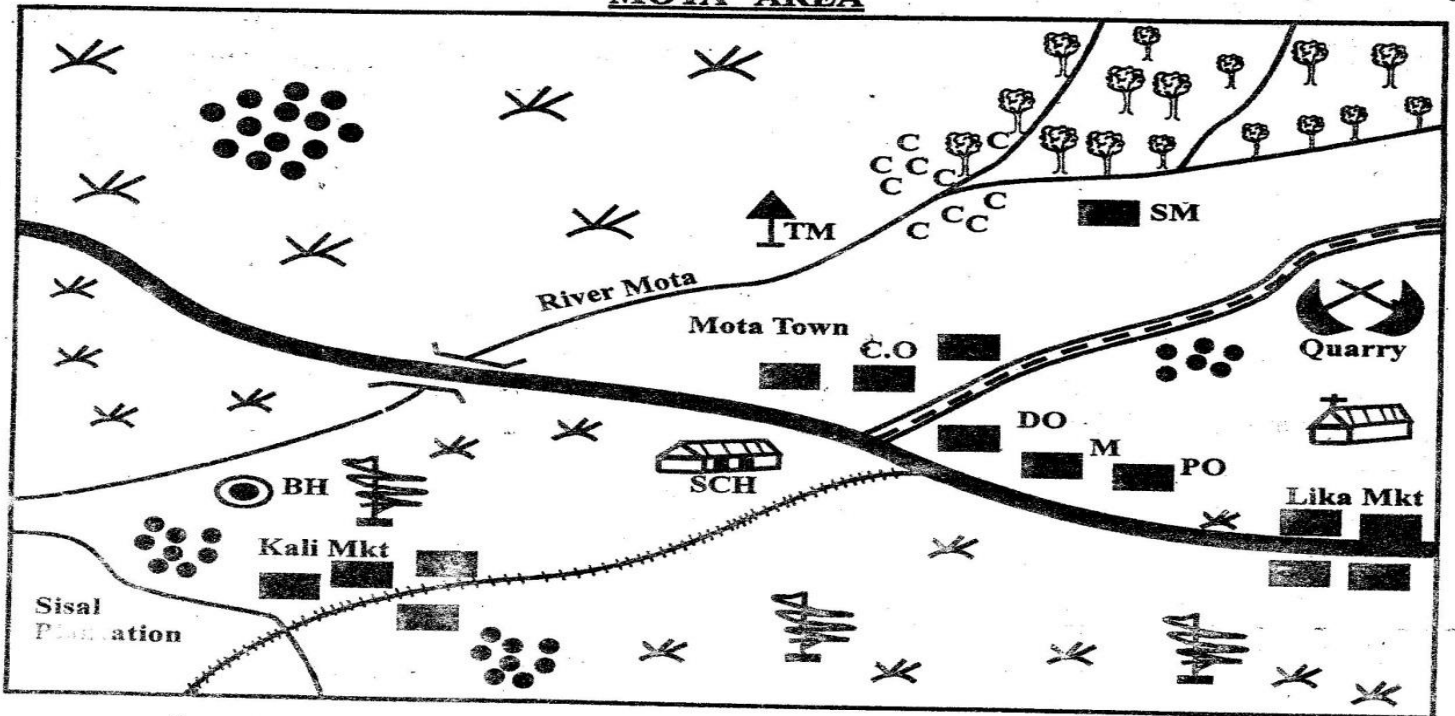 MOTA AREA
C
C
C
C
C
C
C
C
C
C
C
SM
TM
River Mota
Mota Town
C.O
Quarry
DO
M
PO
SCH
BH
Lika Mkt
Kali Mkt
Sisal